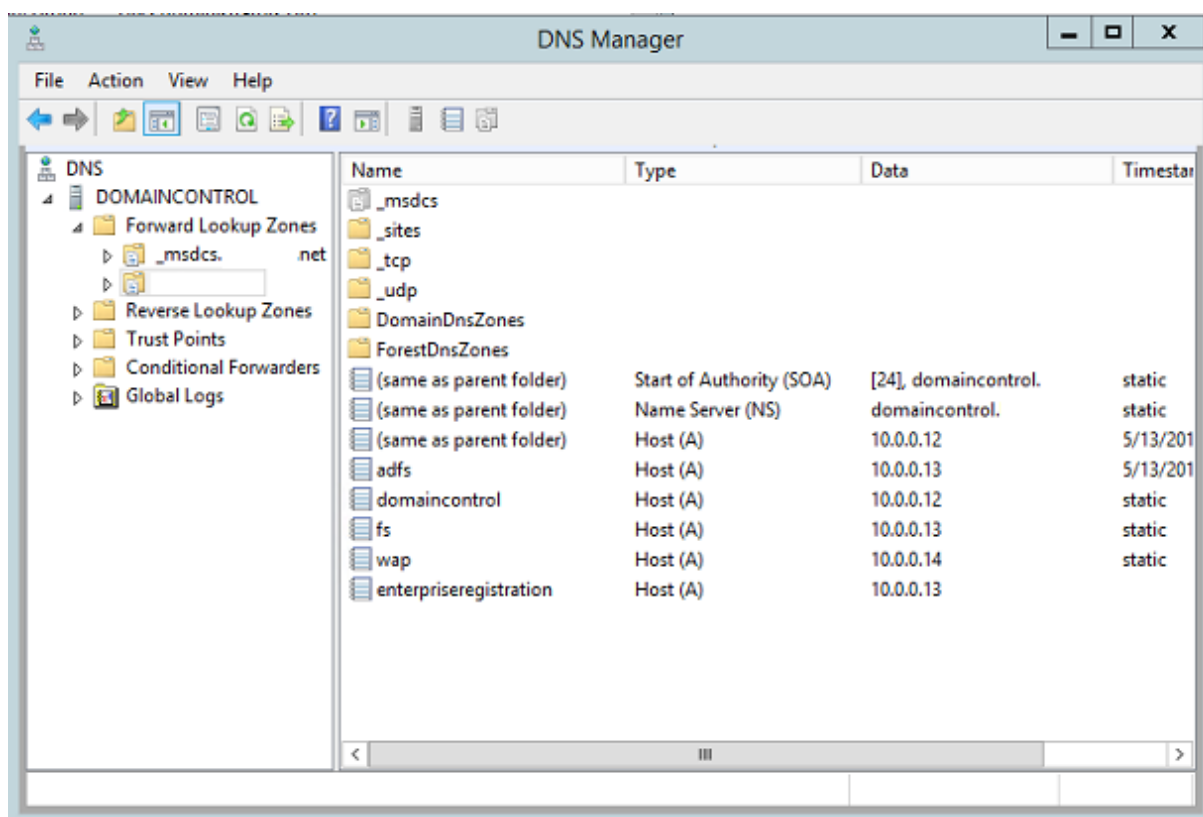 DNS Manager
File Action View Help
DNS
DOMAINCONTROL
Forward Lookup Zones
_msdcs. .net
Reverse Lookup Zones
Trust Points
Conditional Forwarders
Global Logs
Name Type Data Timestar
_msdcs
_sites
_tcp
_udp
DomainDnsZones
ForestDnsZones
(same as parent folder) Start of Authority (SOA) [24], domaincontrol. static
(same as parent folder) Name Server (NS) domaincontrol. static
(same as parent folder) Host (A) 10.0.0.12 5/13/201
adfs Host (A) 10.0.0.13 5/13/201
domaincontrol Host (A) 10.0.0.12 static
fs Host (A) 10.0.0.13 static
wap Host (A) 10.0.0.14 static
enterpriseregistration Host (A) 10.0.0.13